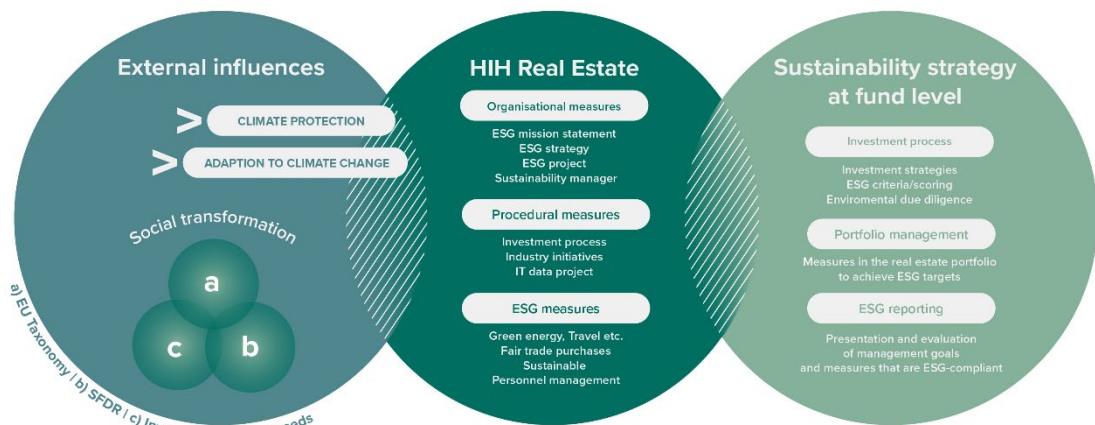 External influences
> CLIMATE PROTECTION
> ADAPTION TO CLIMATE CHANGE
Social transformation
a
c b
a) EU Taxonomy | b) SFDR | c)
HIH Real Estate
Organisational measures
ESG mission statement
ESG strategy
ESG project
Sustainability manager
Procedural measures
Investment process
Industry initiatives
IT data project
ESG measures
Green energy, Travel etc.
Fair trade purchases
Sustainable
Personnel management
Sustainability strategy
at fund level
Investment process
Investment strategies
ESG criteria/scoring
Enviromental due diligence
Portfolio management
Measures in the real estate portfolio
to achieve ESG targets
ESG reporting
Presentation and evaluation
of management goals
and measures that are ESG-compliant